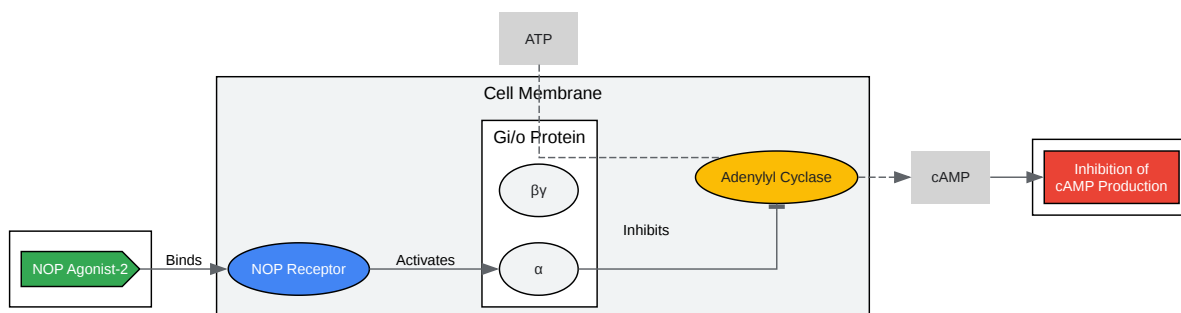 ATP
Cell Membrane
Gi/o Protein
βγ
Adenylyl Cyclase
cAMP
Inhibition of
cAMP Production
Inhibits
NOP Agonist-2
Binds
NOP Receptor
Activates
α